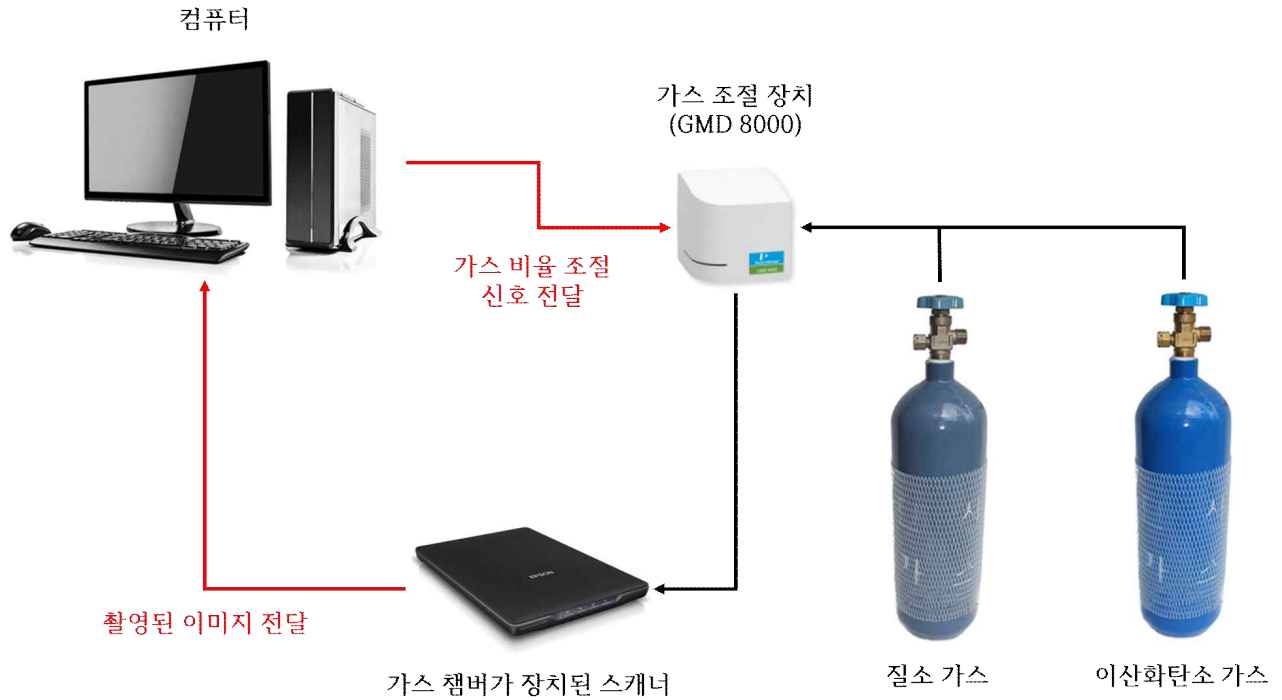 컴퓨터
가스 조절 장치
(GMD 8000)
가스 비율 조절
신호 전달
EPSON
촬영된 이미지 전달
가스 챔버가 장치된 스캐너
질소 가스
이산화탄소 가스